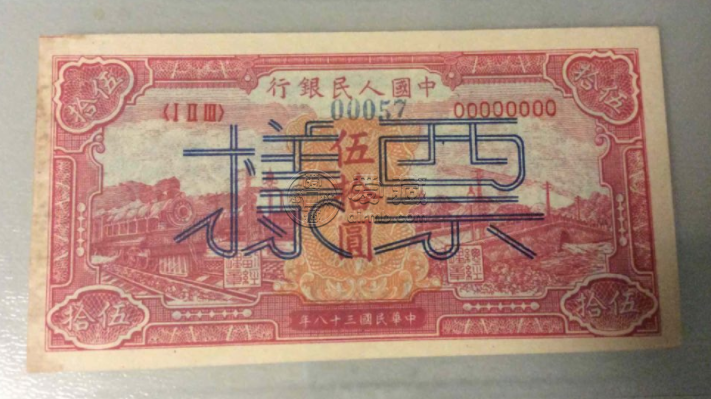 行銀民人國中
伍拾
拾伍
00057
〈I II III〉
00000000
樣票
伍拾圓
拾伍
拾伍
年八十三國民華中